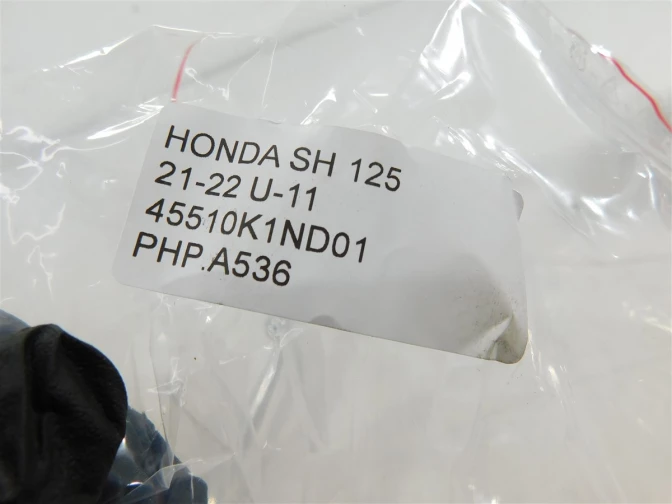 HONDA SH 125
21-22 U-11
45510K1ND01
PHP.A536